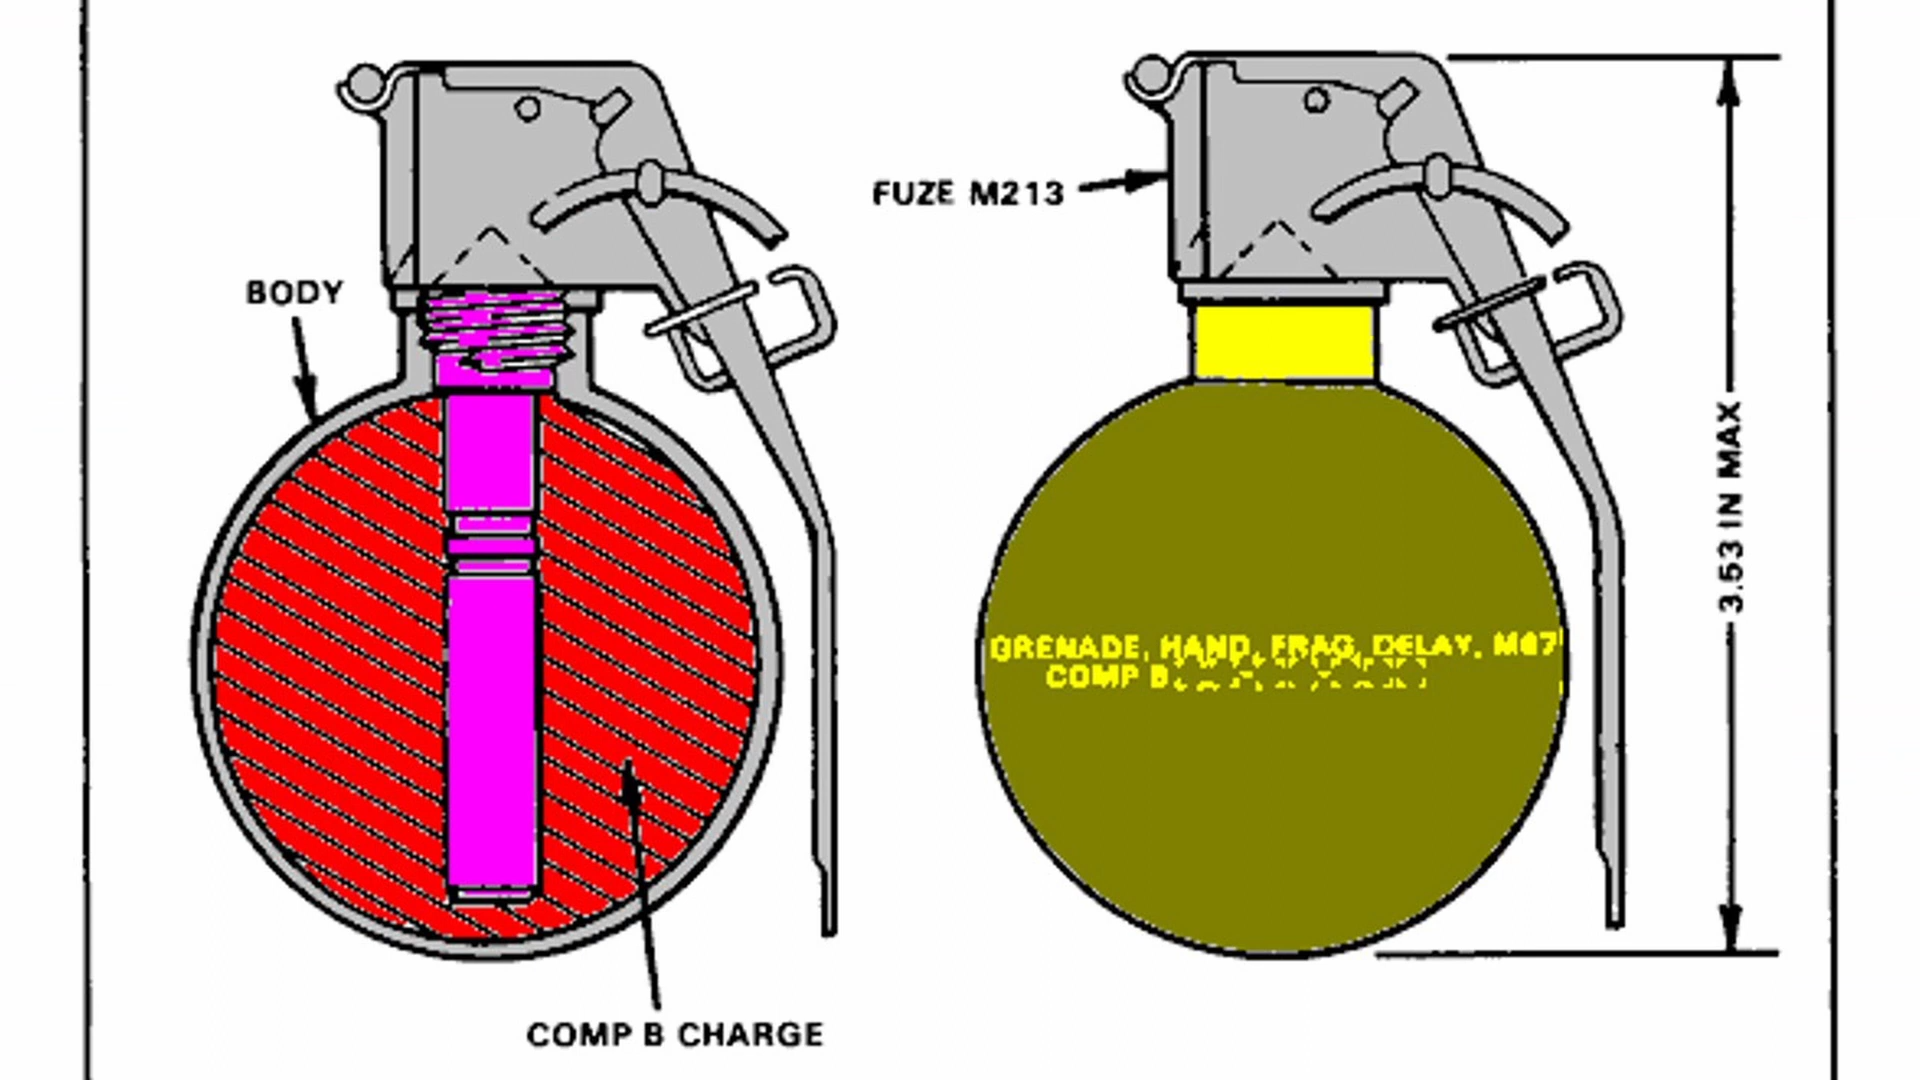 FUZE M213
BODY
3.53 IN MAX
GRENADE, HAND, FRAG, DELAY, M67
COMP B
COMP B CHARGE